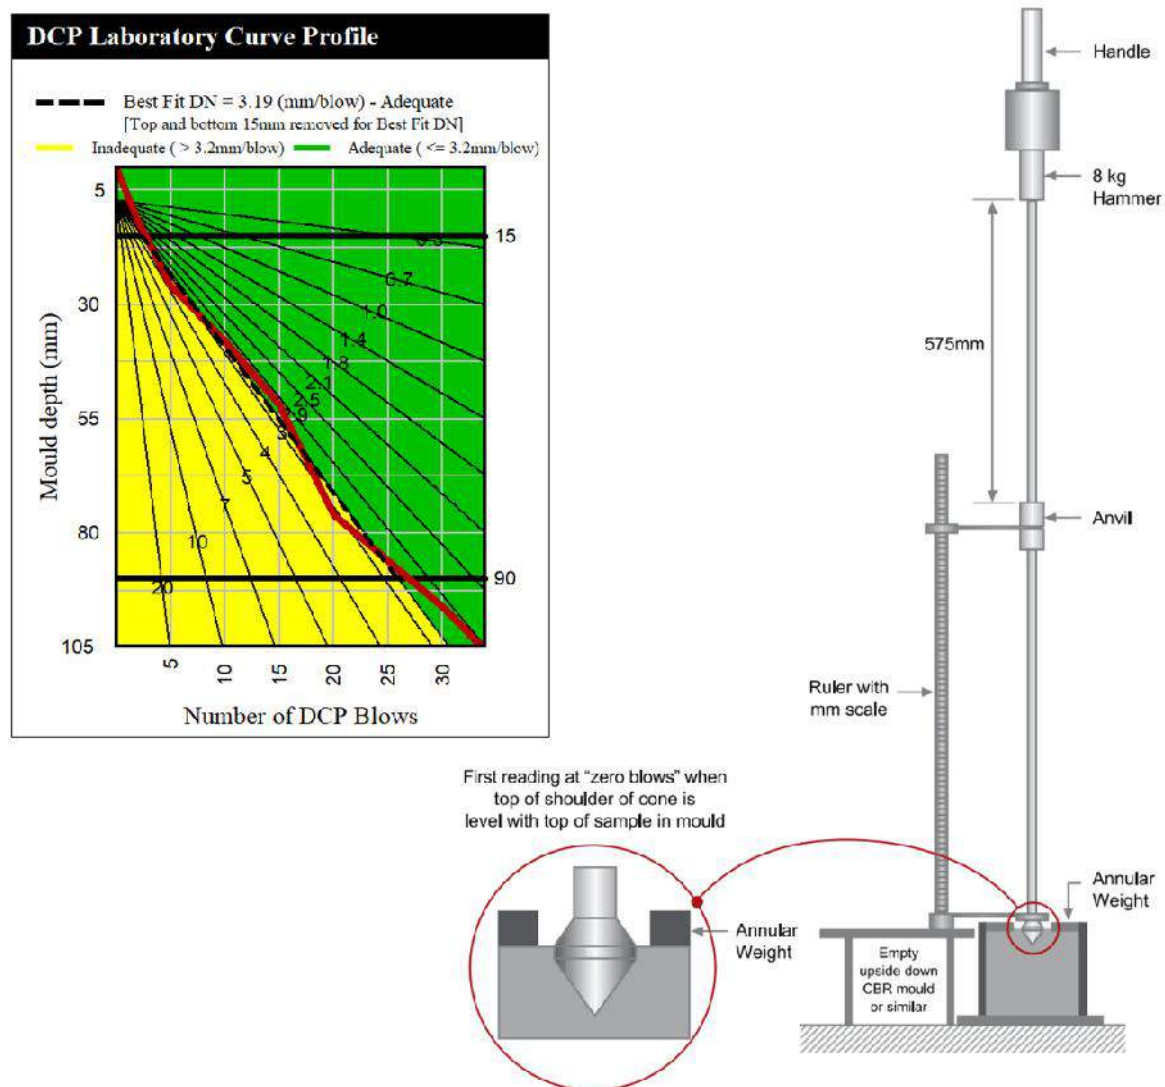 DCP Laboratory Curve Profile
Best Fit DN = 3.19 (mm/blow) - Adequate
[Top and bottom 15mm removed for Best Fit DN]
Inadequate ( > 3.2mm/blow) Adequate ( <= 3.2mm/blow)
5
30
55
80
105
Mould depth (mm)
15
90
0.7
1.0
1.4
1.8
2.1
2.5
4
5
7
10
20
5 10 15 20 25 30
Number of DCP Blows
Handle
8 kg
Hammer
575mm
Anvil
Ruler with
mm scale
First reading at "zero blows" when
top of shoulder of cone is
level with top of sample in mould
Annular
Weight
Annular
Weight
Empty
upside down
CBR mould
or similar